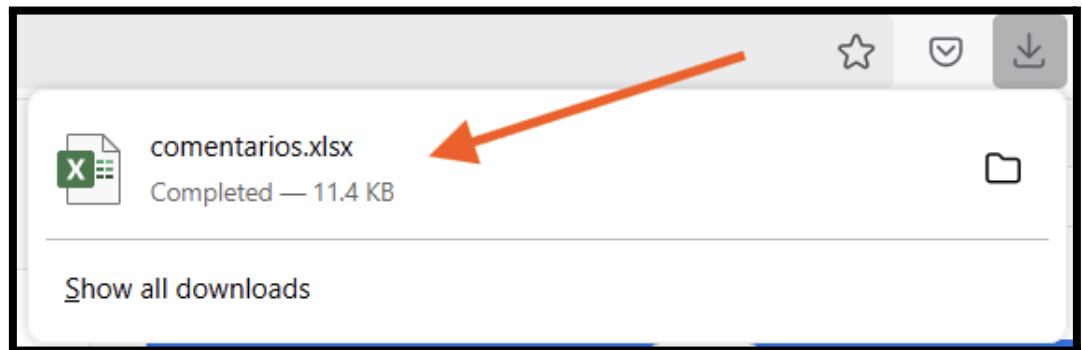 comentarios.xlsx
Completed — 11.4 KB
Show all downloads